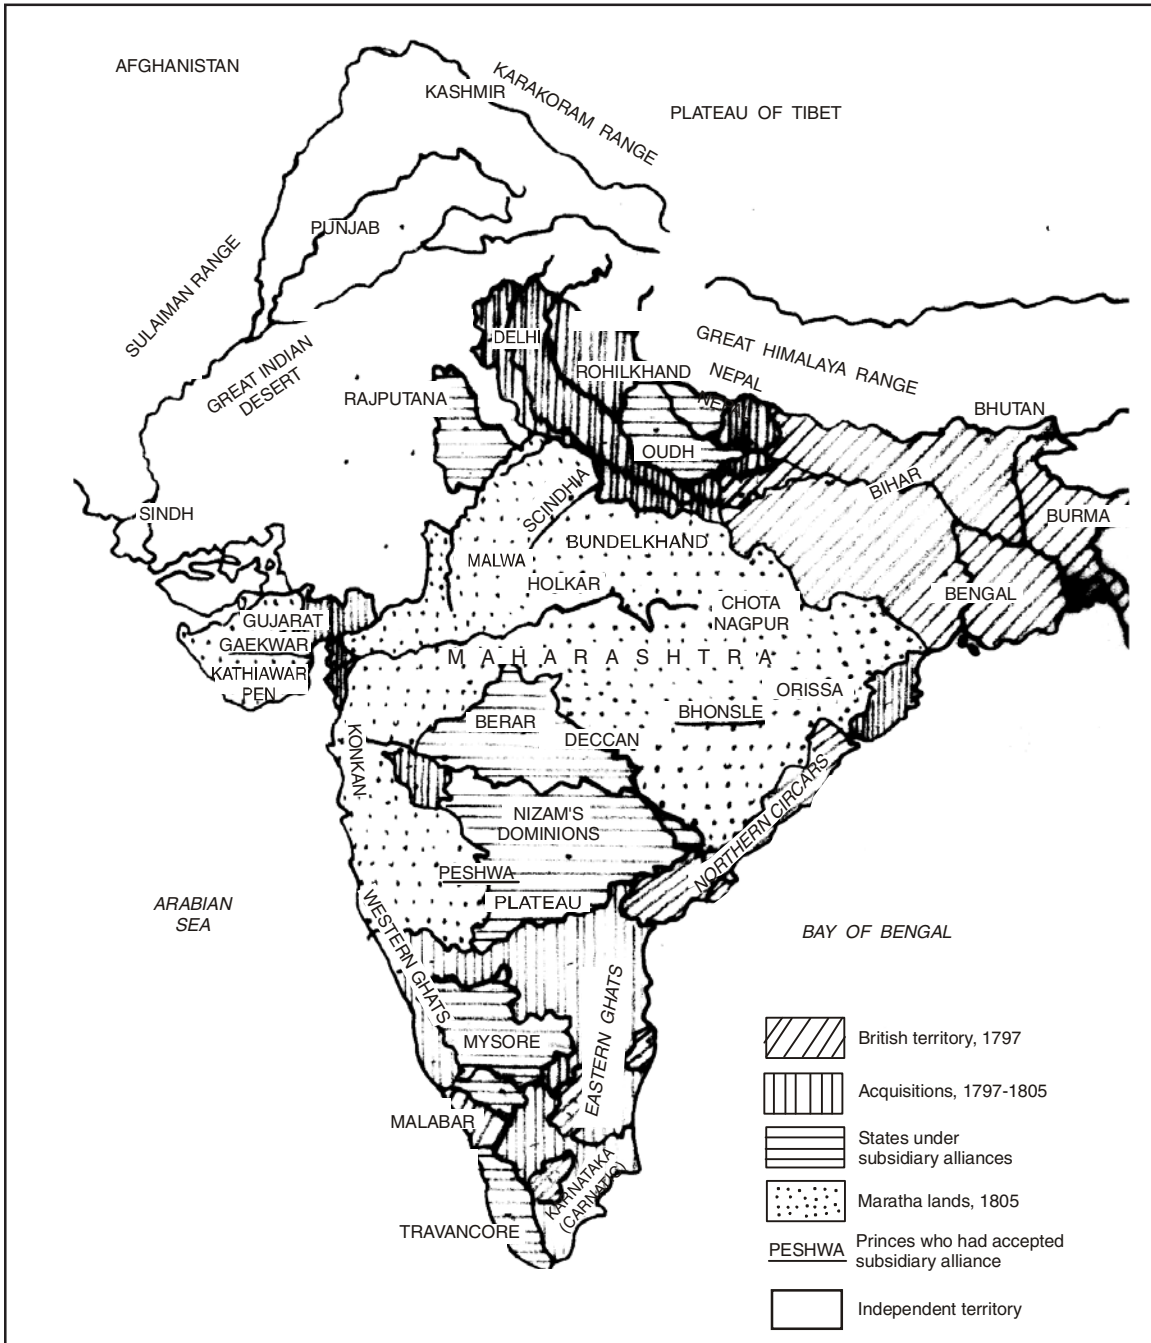 AFGHANISTAN
KASHMIR
KARAKORAM RANGE
PLATEAU OF TIBET
PUNJAB
SULAIMAN RANGE
GREAT INDIAN
DESERT
DELHI
ROHILKHAND
GREAT HIMALAYA RANGE
NEPAL
RAJPUTANA
BHUTAN
OUDH
BIHAR
SCINDHIA
SINDH
BURMA
BUNDELKHAND
MALWA
HOLKAR
BENGAL
CHOTA
NAGPUR
GUJARAT
GAEKWAR
KATHIAWAR
PEN
MAHARASHTRA
ORISSA
BHONSLE
BERAR
DECCAN
KONKAN
NIZAM'S
DOMINIONS
NORTHERN CIRCARS
PESHWA
PLATEAU
ARABIAN
SEA
WESTERN GHATS
BAY OF BENGAL
EASTERN GHATS
MYSORE
MALABAR
KARNATAKA
(CARNATIC)
TRAVANCORE
British territory, 1797
Acquisitions, 1797-1805
States under
subsidiary alliances
Maratha lands, 1805
PESHWA Princes who had accepted
subsidiary alliance
Independent territory